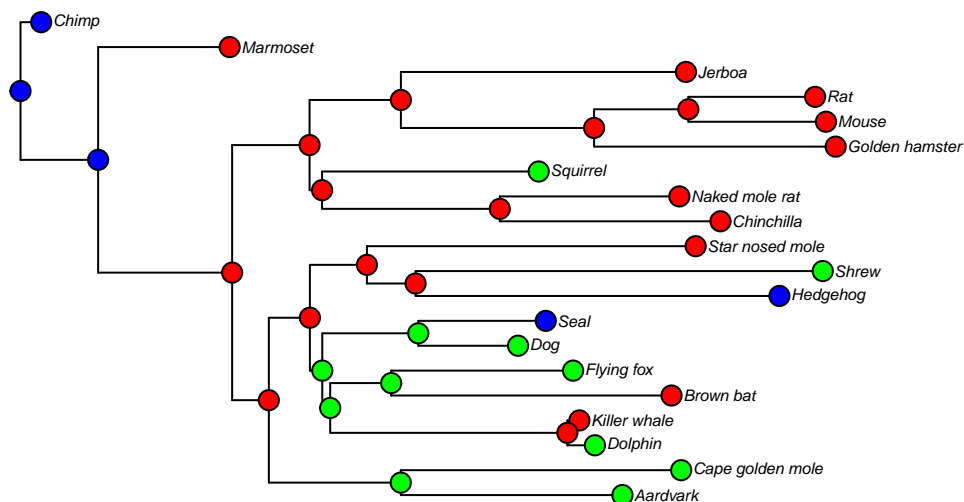 Chimp
Marmoset
Jerboa
Rat
Mouse
Golden hamster
Squirrel
Naked mole rat
Chinchilla
Star nosed mole
Shrew
Hedgehog
Seal
Dog
Flying fox
Brown bat
Killer whale
Dolphin
Cape golden mole
Aardvark